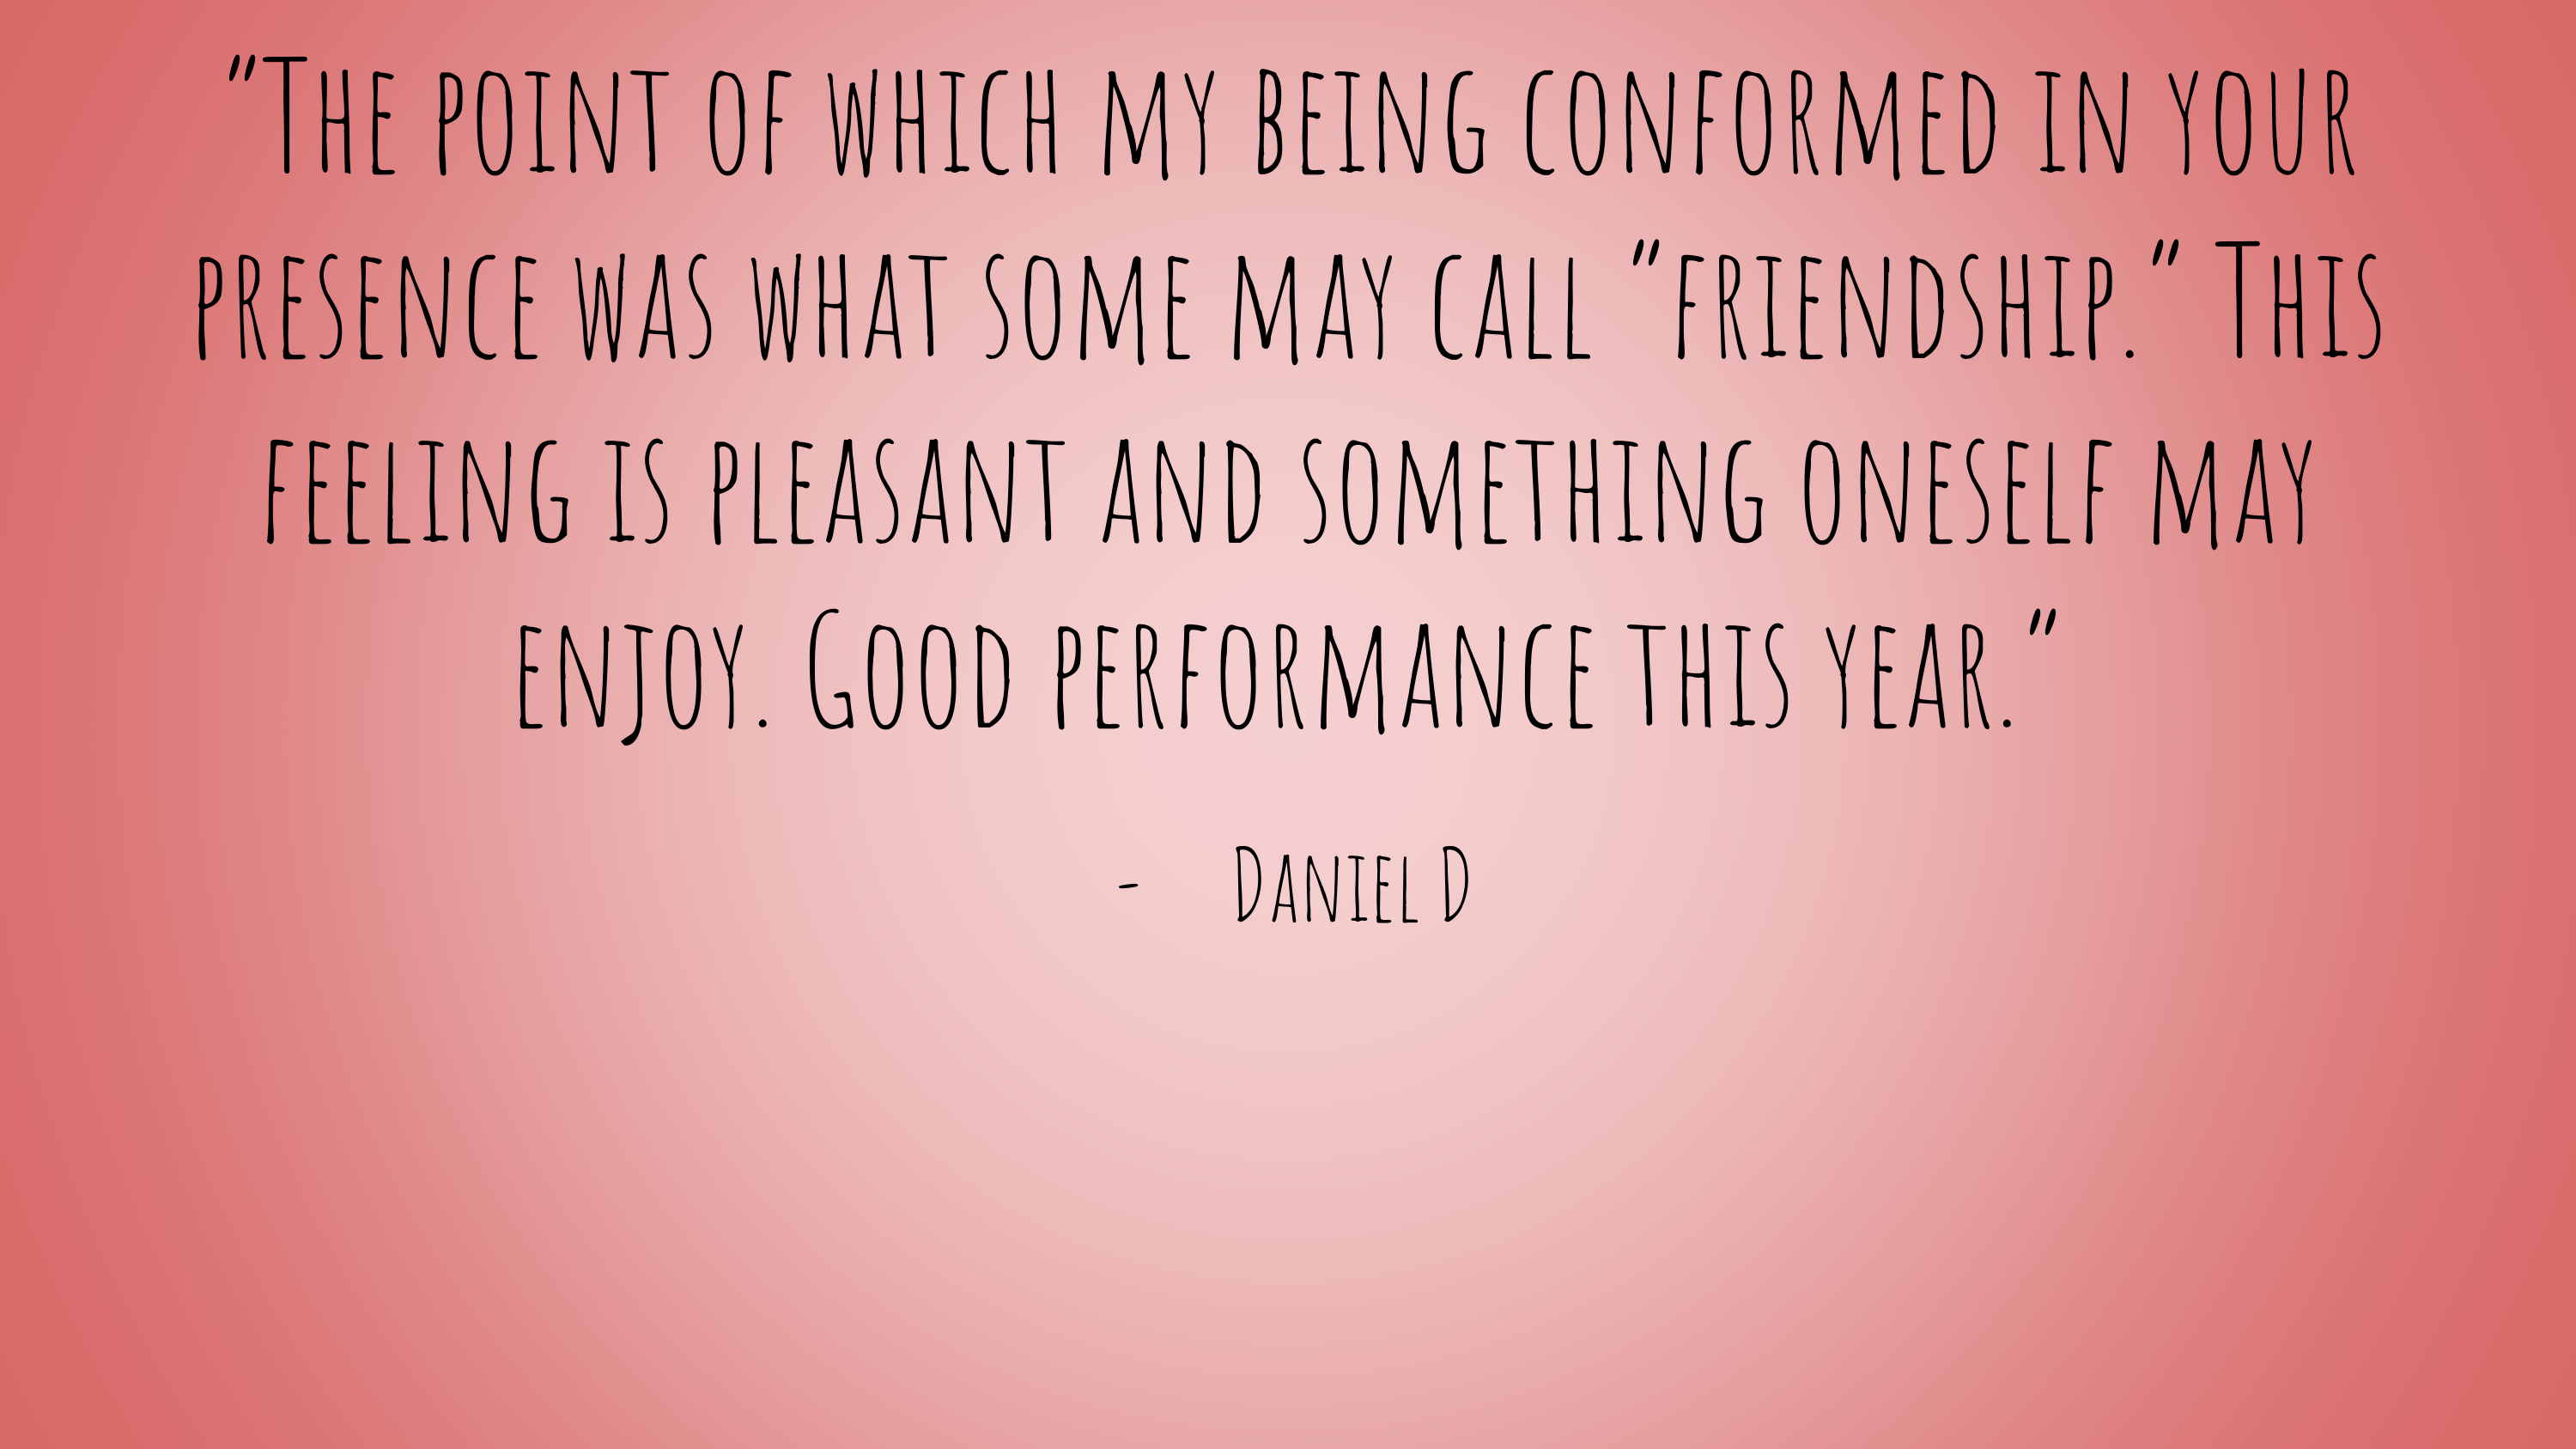 "The point of which my being conformed in your
presence was what some may call "friendship." This
feeling is pleasant and something oneself may
enjoy. Good performance this year."
- Daniel D